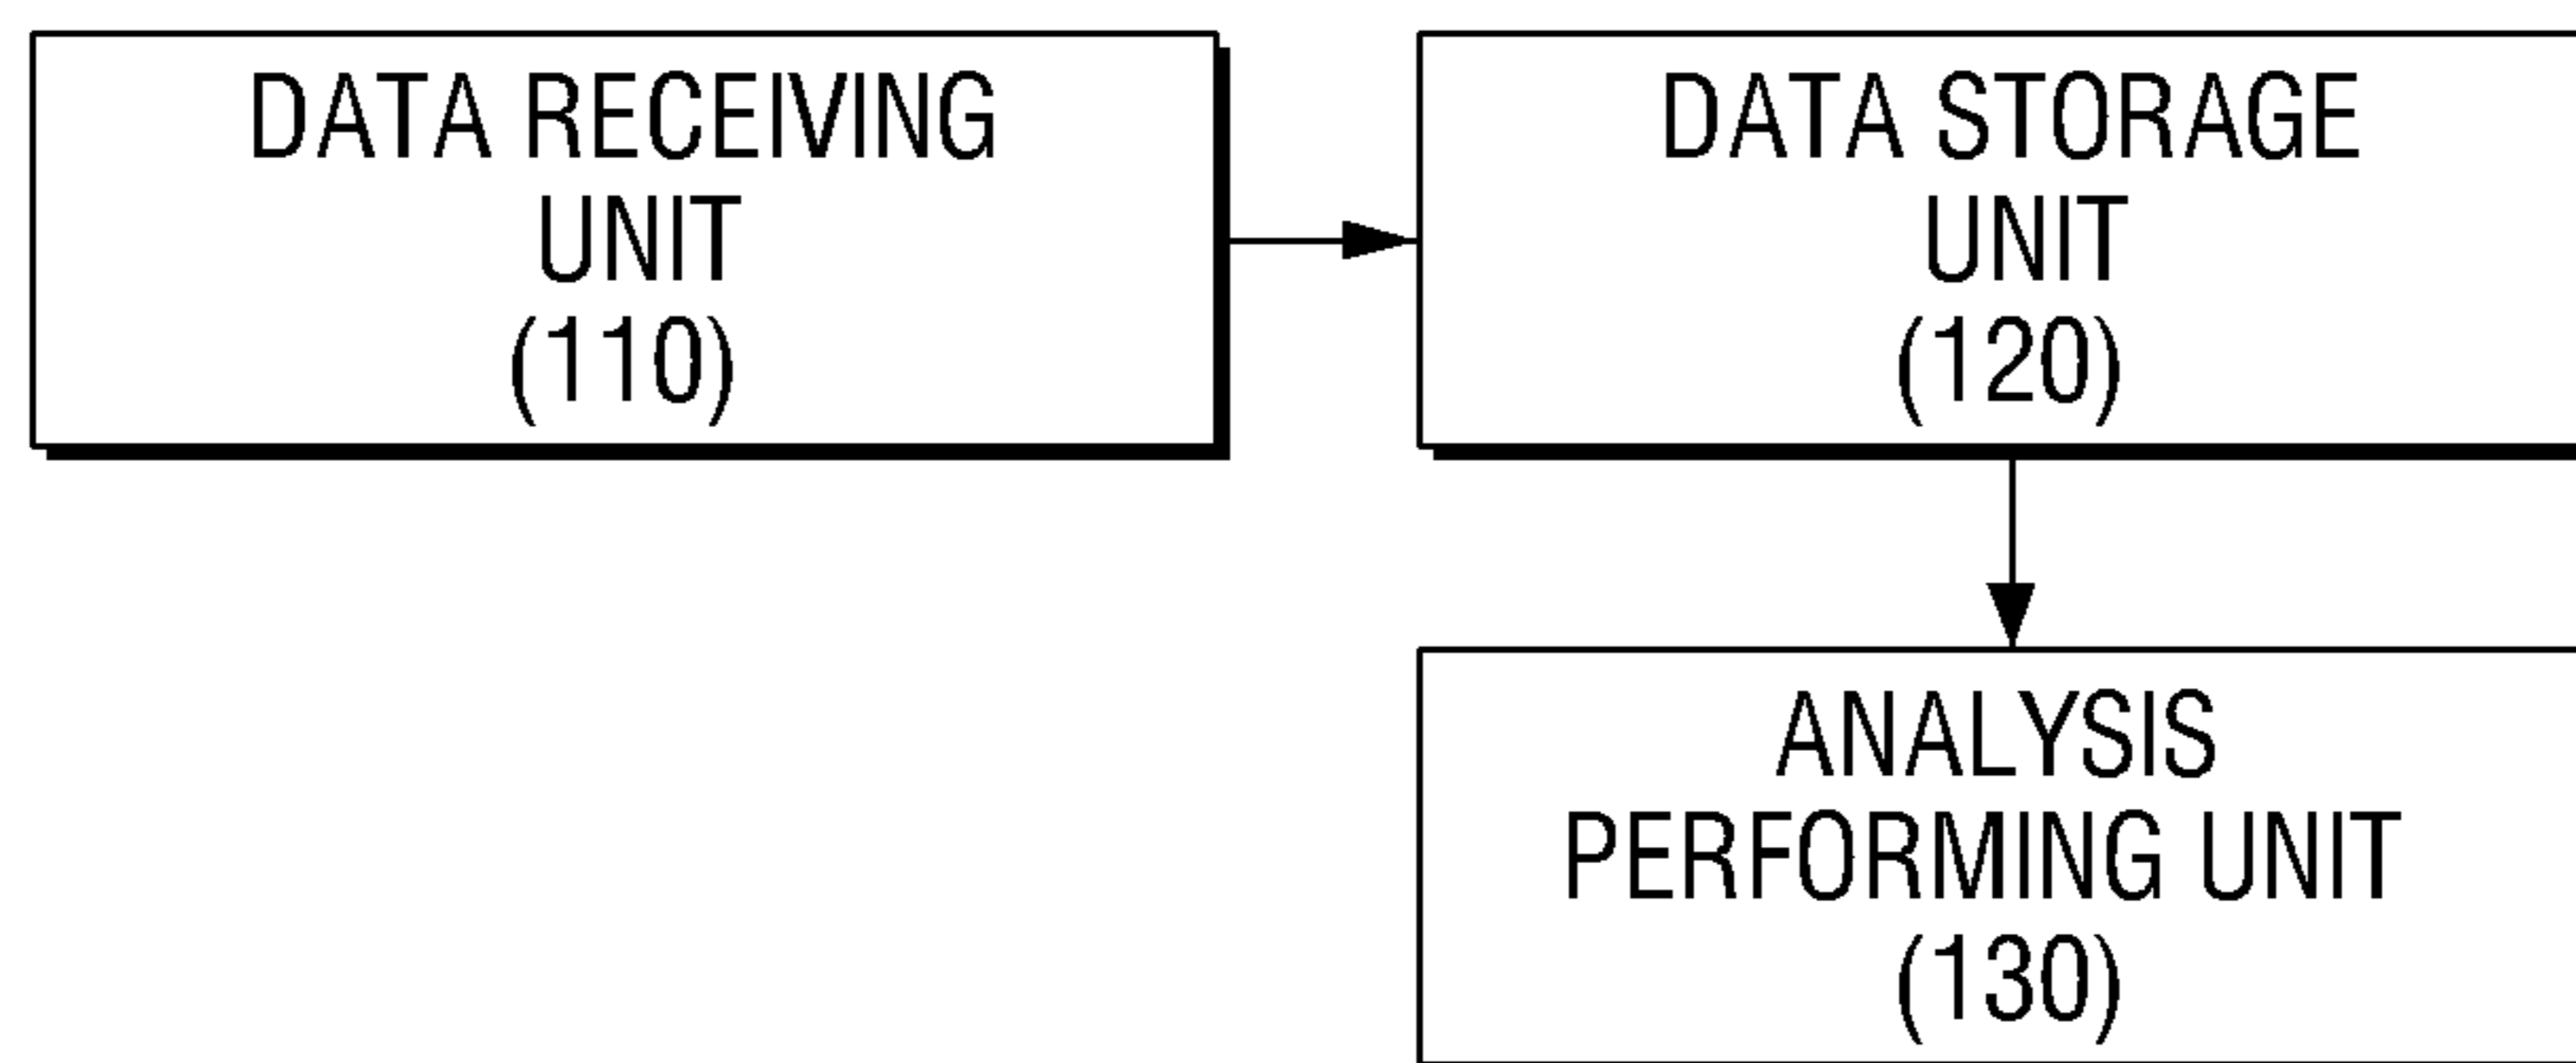 DATA RECEIVING
UNIT
(110)
DATA STORAGE
UNIT
(120)
ANALYSIS
PERFORMING UNIT
(130)